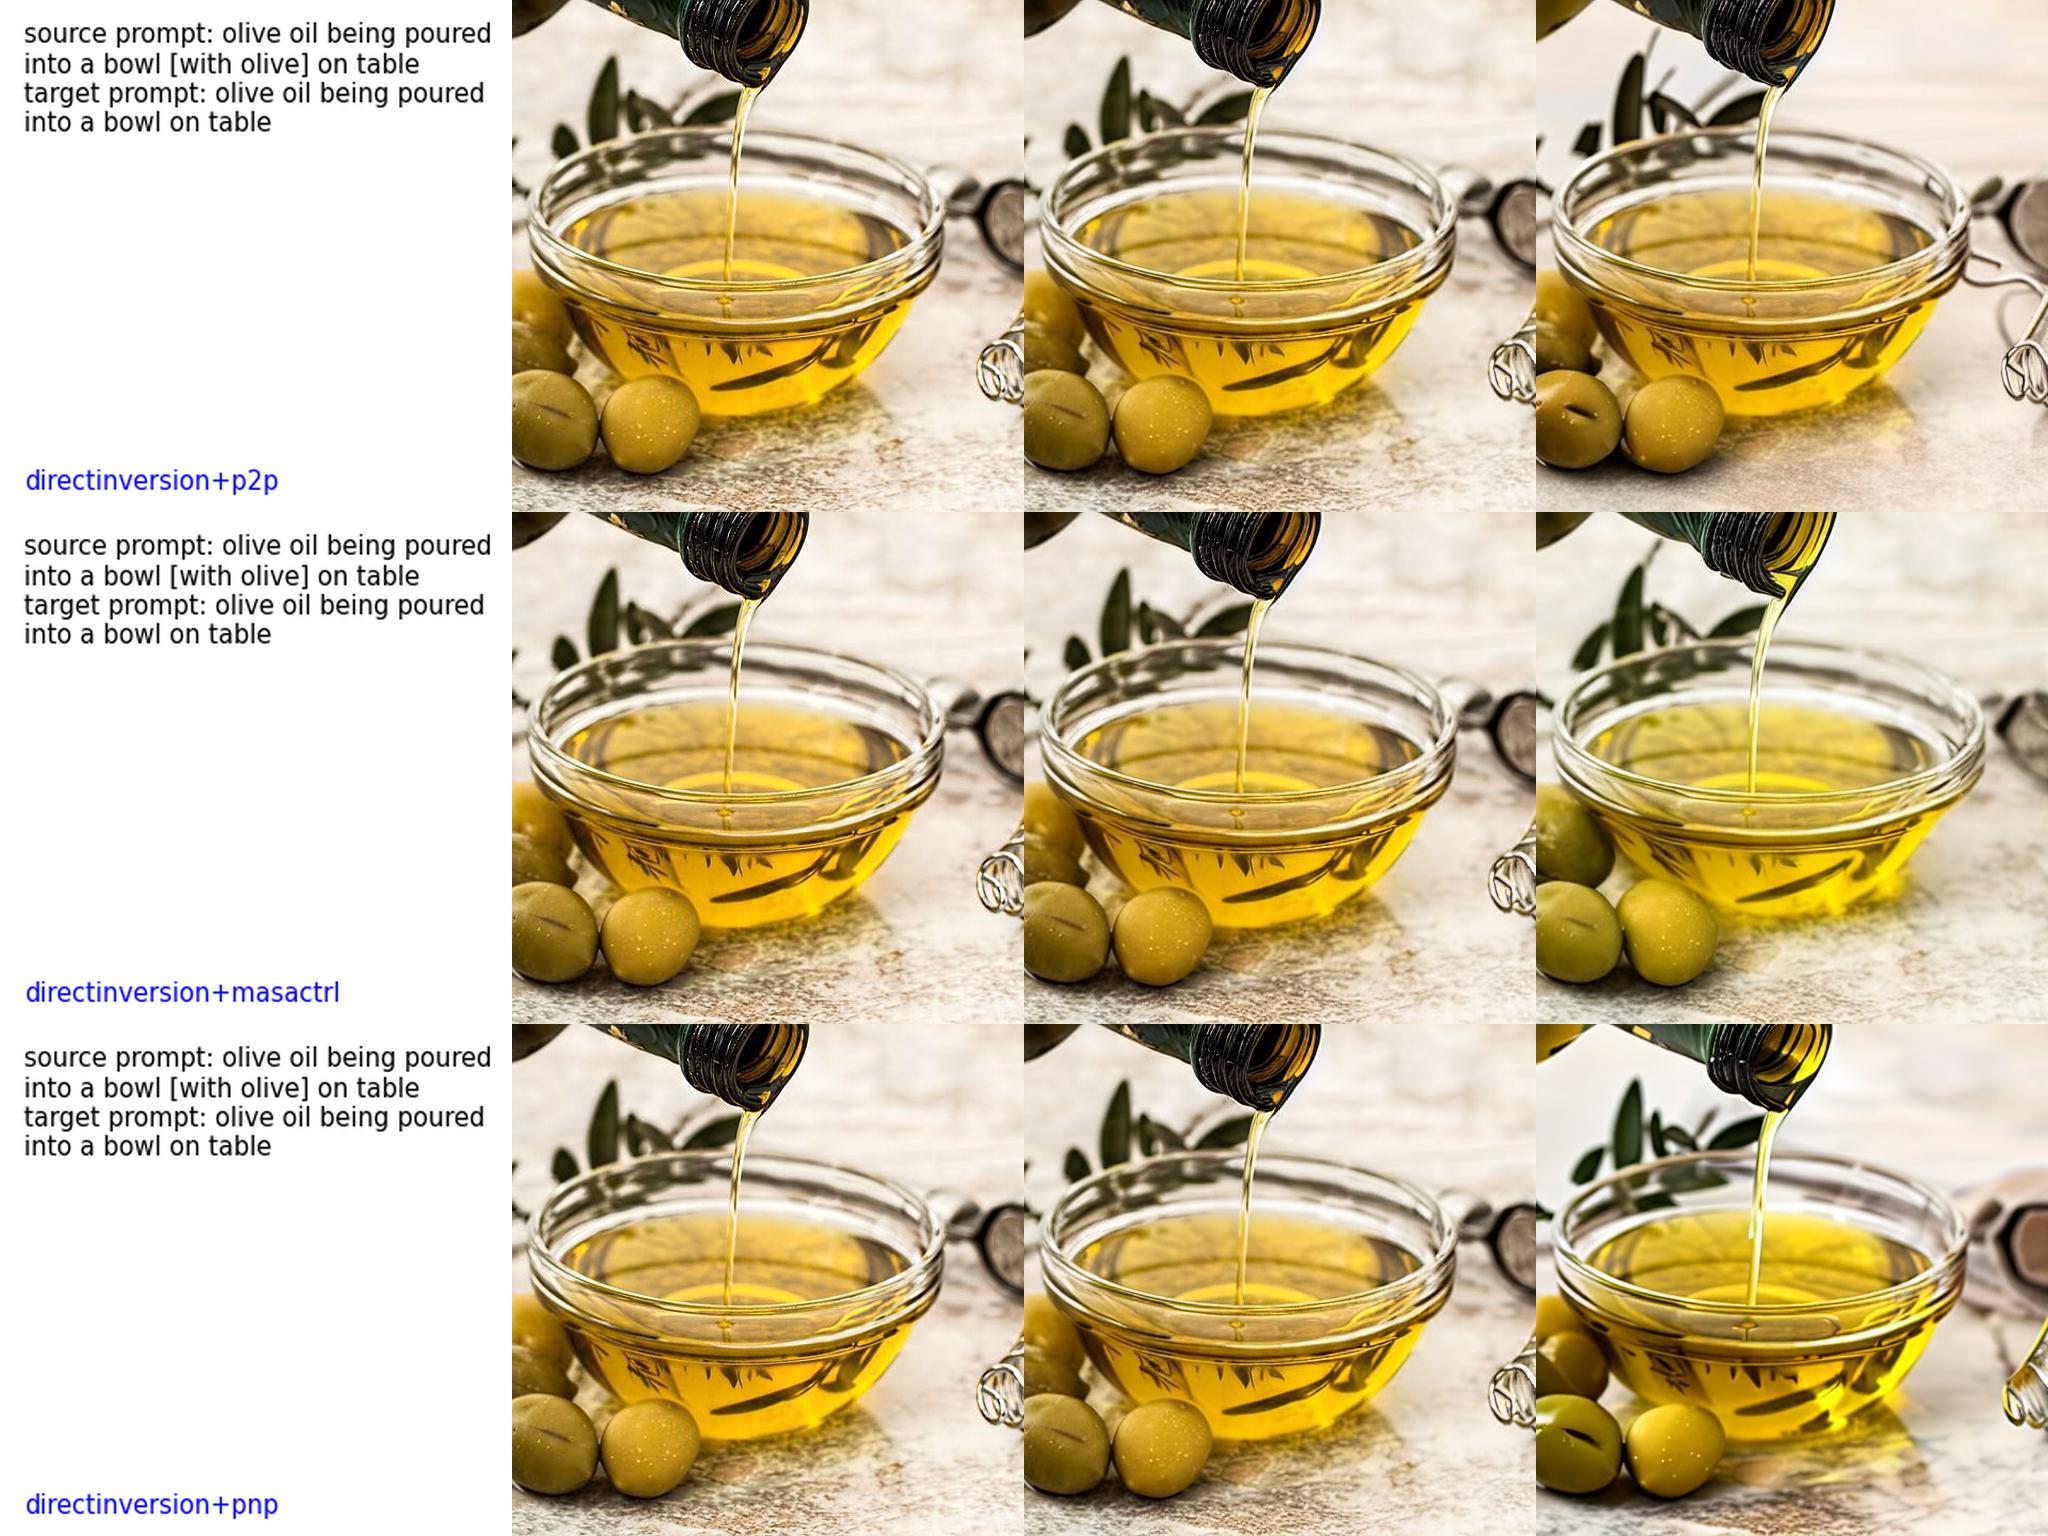 source prompt: olive oil being poured
into a bowl [with olive] on table
target prompt: olive oil being poured
into a bowl on table
directinversion+p2p
source prompt: olive oil being poured
into a bowl [with olive] on table
target prompt: olive oil being poured
into a bowl on table
directinversion+masactrl
source prompt: olive oil being poured
into a bowl [with olive] on table
target prompt: olive oil being poured
into a bowl on table
directinversion+pnp